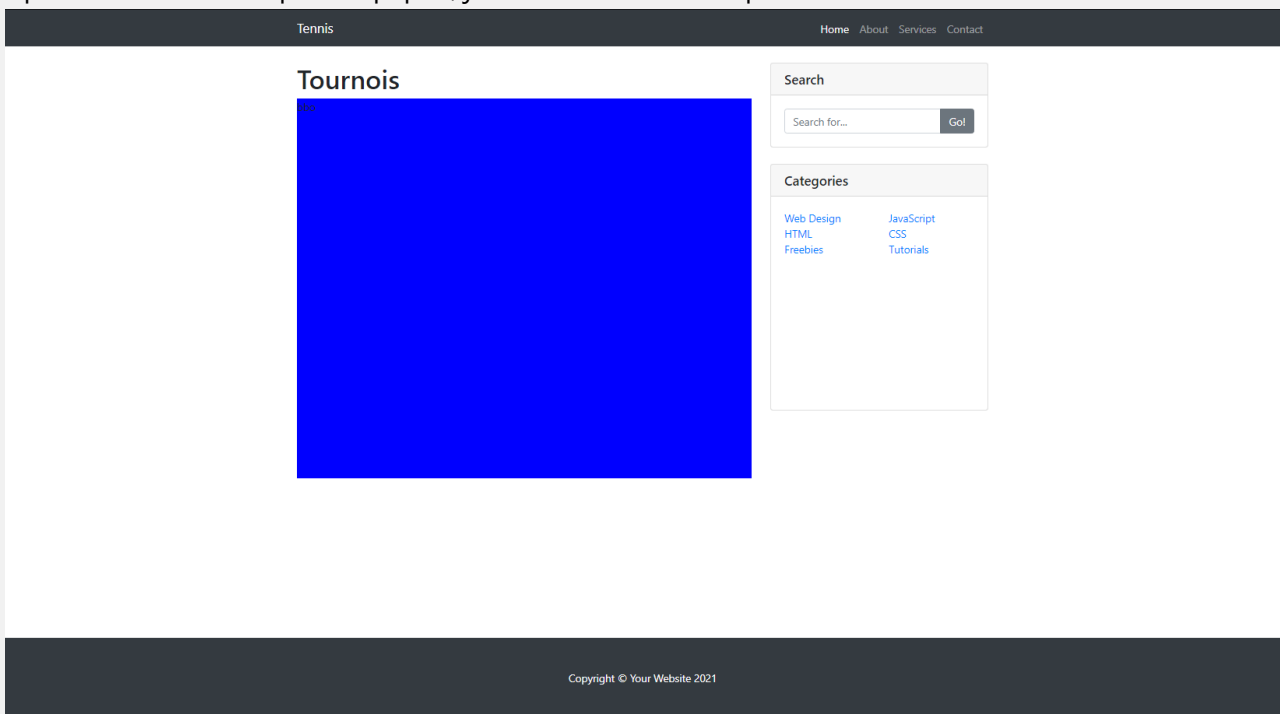 Tennis
Home About Services Contact
Tournois
Search
Search for...
Go!
Categories
Web Design JavaScript
HTML CSS
Freebies Tutorials
Copyright © Your Website 2021